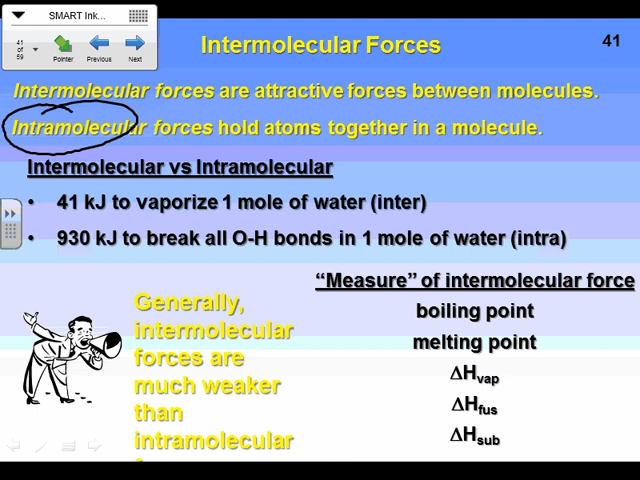 SMART Ink...
41
of
59
Pointer
Previous
Next
Intermolecular Forces
41
Intermolecular forces are attractive forces between molecules.
Intramolecular forces hold atoms together in a molecule.
Intermolecular vs Intramolecular
• 41 kJ to vaporize 1 mole of water (inter)
• 930 kJ to break all O-H bonds in 1 mole of water (intra)
Generally,
intermolecular
forces are
much weaker
than
intramolecular
“Measure” of intermolecular force
boiling point
melting point
ΔHvap
ΔHfus
ΔHsub